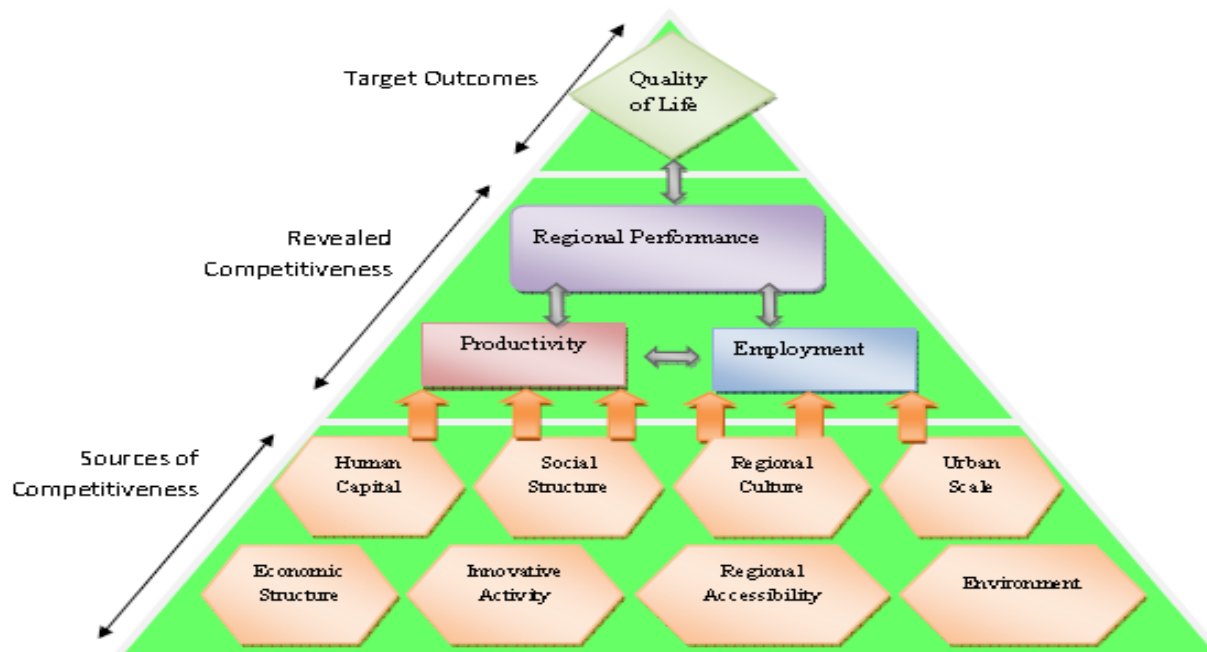 Target Outcomes
Quality
of Life
Revealed
Competitiveness
Regional Performance
Productivity
Employment
Sources of
Competitiveness
Human
Capital
Social
Structure
Regional
Culture
Urban
Scale
Economic
Structure
Innovative
Activity
Regional
Accessibility
Environment